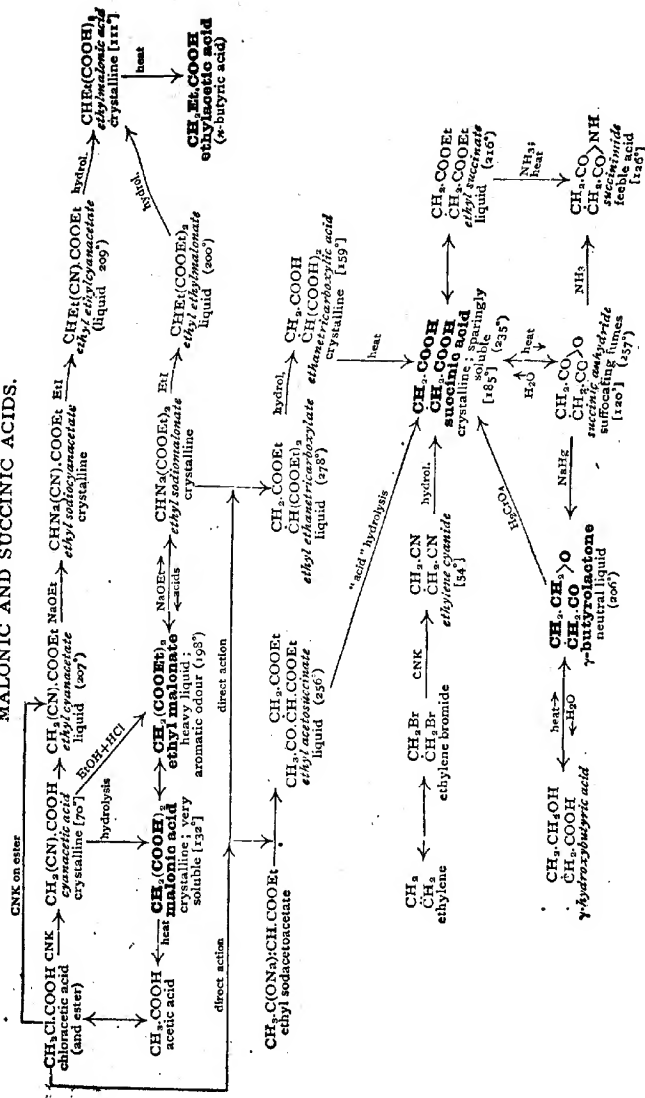 MALONIC AND SUCCINIC ACIDS.
CNK on ester
CH₂Cl.COOH
chloracetic acid
(and ester)
CNK
CH₂(CN).COOH
cyanacetic acid
crystalline [70°]
CH₂(CN).COOEt
ethyl cyanacetate
liquid (207°)
NaOEt
CHNa(CN).COOEt
ethyl sodiocyanacetate
crystalline
EtI
CHEt(CN).COOEt
ethyl ethylcyanacetate
(liquid 209°)
hydrol.
CHEt(COOH)₂
ethylmalonic acid
crystalline [111°]
hydrolysis
EtOH+HCl
hydrol.
heat
CH₃.COOH
acetic acid
heat
CH₂(COOH)₂
malonic acid
crystalline; very
soluble [132°]
CH₂(COOEt)₂
ethyl malonate
heavy liquid;
aromatic odour (198°)
NaOEt→
←acids
CHNa(COOEt)₂
ethyl sodiomalonate
crystalline
EtI
CHEt(COOEt)₂
ethyl ethylmalonate
liquid (200°)
CH₂Et.COOH
ethylacetic acid
(n-butyric acid)
direct action
direct action
CH₃.C(ONa):CH.COOEt
ethyl sodacetoacetate
CH₂.COOEt
CH₃.CO.CH.COOEt
ethyl acetosuccinate
liquid (256°)
CH₂.COOEt
CH(COOEt)₂
ethyl ethanetricarboxylate
liquid (278°)
hydrol.
CH₂.COOH
CH(COOH)₂
ethanetricarboxylic acid
crystalline [159°]
"acid" hydrolysis
heat
CH₂
CH₂
ethylene
CH₂Br
CH₂Br
ethylene bromide
CNK
CH₂.CN
CH₂.CN
ethylene cyanide
[54°]
hydrol.
CH₂.COOH
CH₂.COOH
succinic acid
crystalline; sparingly
soluble
[185°] (235°)
CH₂.COOEt
CH₂.COOEt
ethyl succinate
liquid (216°)
H₂CrO₄
H₂O
heat
NH₃;
heat
CH₂.CH₂OH
CH₂.COOH
γ-hydroxybutyric acid
heat→
←H₂O
CH₂.CH₂>O
CH₂.CO
γ-butyrolactone
neutral liquid
(206°)
NaHg
CH₂.CO>O
CH₂.CO
succinic anhydride
suffocating fumes
[120°] (257°)
NH₃
CH₂.CO>NH
CH₂.CO
succinimide
feeble acid
[126°]